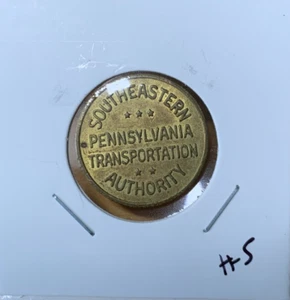 SOUTHEASTERN
PENNSYLVANIA
TRANSPORTATION
AUTHORITY
#5